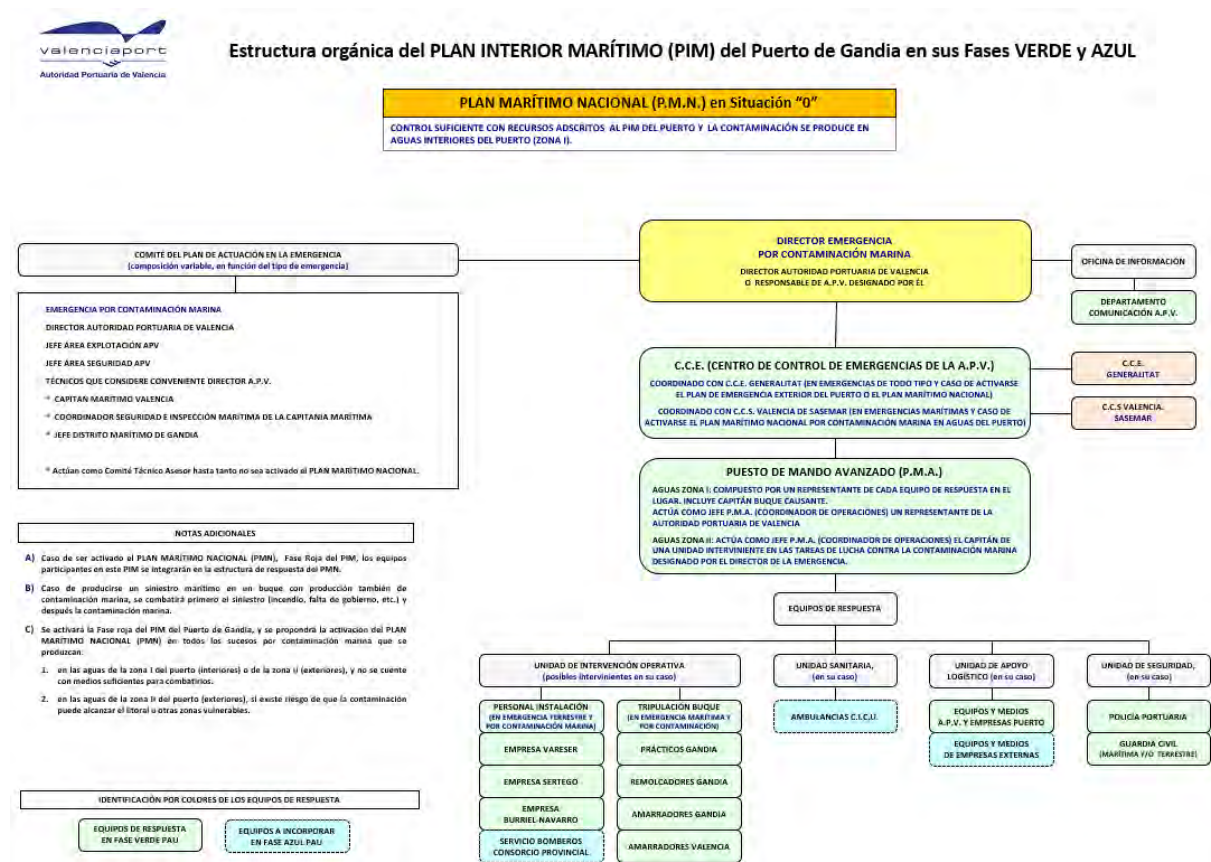 valenciaport
Autoridad Portuaria de Valencia
Estructura orgánica del PLAN INTERIOR MARÍTIMO (PIM) del Puerto de Gandia en sus Fases VERDE y AZUL
PLAN MARÍTIMO NACIONAL (P.M.N.) en Situación "0"
CONTROL SUFICIENTE CON RECURSOS ADSCRITOS AL PIM DEL PUERTO Y LA CONTAMINACIÓN SE PRODUCE EN
AGUAS INTERIORES DEL PUERTO (ZONA I).
COMITÉ DEL PLAN DE ACTUACIÓN EN LA EMERGENCIA
(composición variable, en función del tipo de emergencia)
EMERGENCIA POR CONTAMINACIÓN MARINA
DIRECTOR AUTORIDAD PORTUARIA DE VALENCIA
JEFE ÁREA EXPLOTACIÓN APV
JEFE ÁREA SEGURIDAD APV
TÉCNICOS QUE CONSIDERE CONVENIENTE DIRECTOR A.P.V.
* CAPITAN MARÍTIMO VALENCIA
* COORDINADOR SEGURIDAD E INSPECCIÓN MARÍTIMA DE LA CAPITANIA MARÍTIMA
* JEFE DISTRITO MARÍTIMO DE GANDIA
* Actúan como Comité Técnico Asesor hasta tanto no sea activado el PLAN MARÍTIMO NACIONAL.
DIRECTOR EMERGENCIA
POR CONTAMINACIÓN MARINA
DIRECTOR AUTORIDAD PORTUARIA DE VALENCIA
O RESPONSABLE DE A.P.V. DESIGNADO POR ÉL
OFICINA DE INFORMACIÓN
DEPARTAMENTO
COMUNICACIÓN A.P.V.
C.C.E. (CENTRO DE CONTROL DE EMERGENCIAS DE LA A.P.V.)
COORDINADO CON C.C.E. GENERALITAT (EN EMERGENCIAS DE TODO TIPO Y CASO DE ACTIVARSE
EL PLAN DE EMERGENCIA EXTERIOR DEL PUERTO O EL PLAN MARÍTIMO NACIONAL)
COORDINADO CON C.C.S. VALENCIA DE SASEMAR (EN EMERGENCIAS MARÍTIMAS Y CASO DE
ACTIVARSE EL PLAN MARÍTIMO NACIONAL POR CONTAMINACIÓN MARINA EN AGUAS DEL PUERTO)
C.C.E.
GENERALITAT
C.C.S VALENCIA.
SASEMAR
PUESTO DE MANDO AVANZADO (P.M.A.)
AGUAS ZONA I: COMPUESTO POR UN REPRESENTANTE DE CADA EQUIPO DE RESPUESTA EN EL
LUGAR. INCLUYE CAPITÁN BUQUE CAUSANTE.
ACTÚA COMO JEFE P.M.A. (COORDINADOR DE OPERACIONES) UN REPRESENTANTE DE LA
AUTORIDAD PORTUARIA DE VALENCIA
AGUAS ZONA II: ACTÚA COMO JEFE P.M.A. (COORDINADOR DE OPERACIONES) EL CAPITÁN DE
UNA UNIDAD INTERVINIENTE EN LAS TAREAS DE LUCHA CONTRA LA CONTAMINACIÓN MARINA
DESIGNADO POR EL DIRECTOR DE LA EMERGENCIA.
NOTAS ADICIONALES
A) Caso de ser activado el PLAN MARÍTIMO NACIONAL (PMN), Fase Roja del PIM, los equipos
participantes en este PIM se integrarán en la estructura de respuesta del PMN.
B) Caso de producirse un siniestro marítimo en un buque con producción también de
contaminación marina, se combatirá primero el siniestro (incendio, falta de gobierno, etc.) y
después la contaminación marina.
C) Se activará la Fase roja del PIM del Puerto de Gandia, y se propondrá la activación del PLAN
MARÍTIMO NACIONAL (PMN) en todos los sucesos por contaminación marina que se
produzcan:
1. en las aguas de la zona I del puerto (interiores) o de la zona II (exteriores), y no se cuente
con medios suficientes para combatirlos.
2. en las aguas de la zona II del puerto (exteriores), si existe riesgo de que la contaminación
puede alcanzar el litoral u otras zonas vulnerables.
IDENTIFICACIÓN POR COLORES DE LOS EQUIPOS DE RESPUESTA
EQUIPOS DE RESPUESTA
EN FASE VERDE PAU
EQUIPOS A INCORPORAR
EN FASE AZUL PAU
EQUIPOS DE RESPUESTA
UNIDAD DE INTERVENCIÓN OPERATIVA
(posibles intervinientes en su caso)
UNIDAD SANITARIA,
(en su caso)
UNIDAD DE APOYO
LOGÍSTICO (en su caso)
UNIDAD DE SEGURIDAD,
(en su caso)
PERSONAL INSTALACIÓN
(EN EMERGENCIA TERRESTRE Y
POR CONTAMINACIÓN MARINA)
EMPRESA VARESER
EMPRESA SERTEGO
EMPRESA
BURRIEL-NAVARRO
SERVICIO BOMBEROS
CONSORCIO PROVINCIAL
TRIPULACIÓN BUQUE
(EN EMERGENCIA MARÍTIMA Y
POR CONTAMINACIÓN)
PRÁCTICOS GANDIA
REMOLCADORES GANDIA
AMARRADORES GANDIA
AMARRADORES VALENCIA
AMBULANCIAS C.I.C.U.
EQUIPOS Y MEDIOS
A.P.V. Y EMPRESAS PUERTO
EQUIPOS Y MEDIOS
DE EMPRESAS EXTERNAS
POLICÍA PORTUARIA
GUARDIA CIVIL
(MARÍTIMA Y/O TERRESTRE)